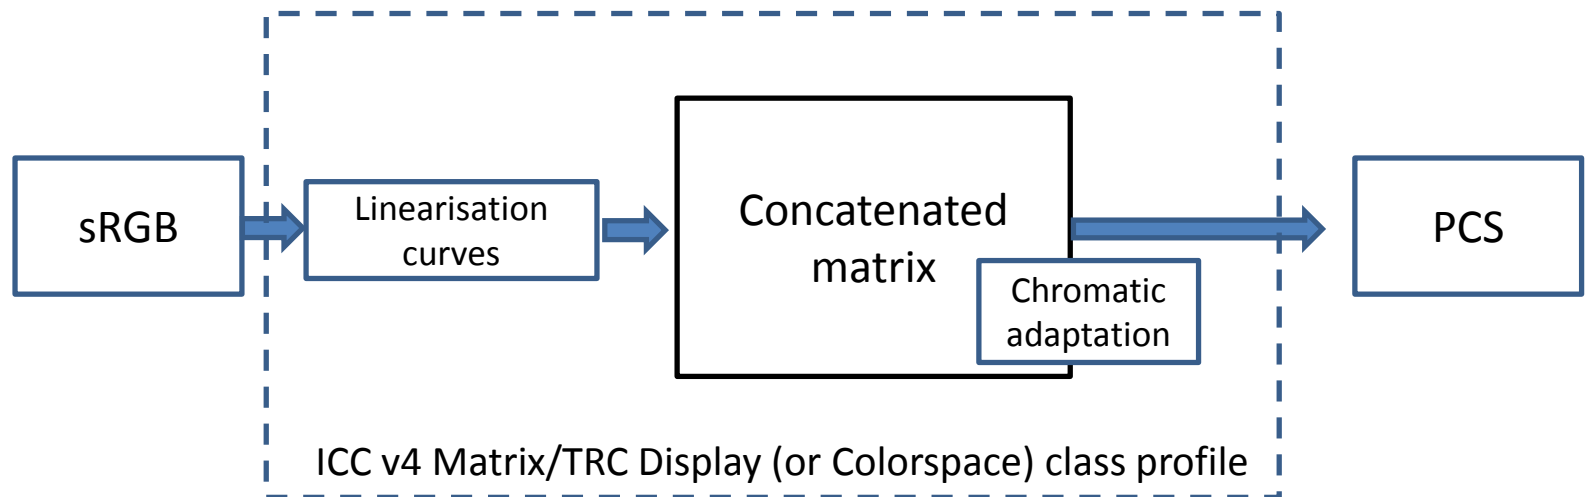 sRGB
Linearisation
curves
Concatenated
matrix
Chromatic
adaptation
PCS
ICC v4 Matrix/TRC Display (or Colorspace) class profile